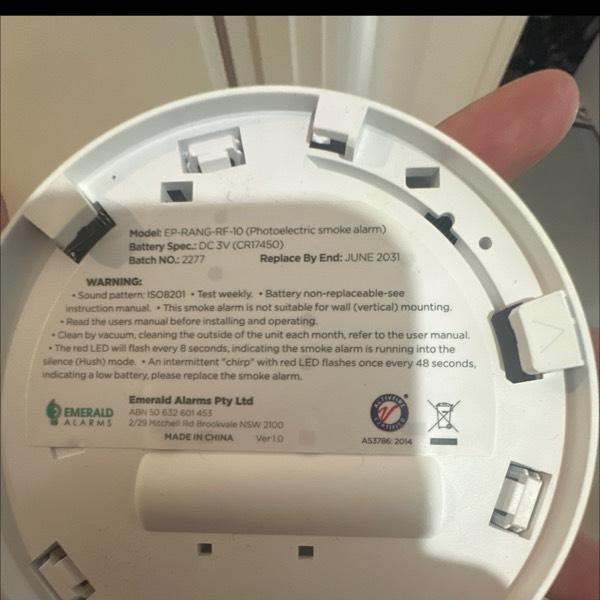 Model: EP-RANG-RF-10 (Photoelectric smoke alarm)
Battery Spec.: DC 3V (CR17450)
Batch NO.: 2277 Replace By End: JUNE 2031
WARNING:
• Sound pattern: ISO8201 • Test weekly. • Battery non-replaceable-see
instruction manual. • This smoke alarm is not suitable for wall (vertical) mounting.
• Read the users manual before installing and operating.
• Clean by vacuum, cleaning the outside of the unit each month, refer to the user manual.
• The red LED will flash every 8 seconds, indicating the smoke alarm is running into the
silence (Hush) mode. • An intermittent "chirp" with red LED flashes once every 48 seconds,
indicating a low battery, please replace the smoke alarm.
EMERALD
ALARMS
Emerald Alarms Pty Ltd
ABN 50 632 601 453
2/29 Mitchell Rd Brookvale NSW 2100
MADE IN CHINA Ver1.0
ACTIVFIRE
CERTIFIED
AS3786: 2014